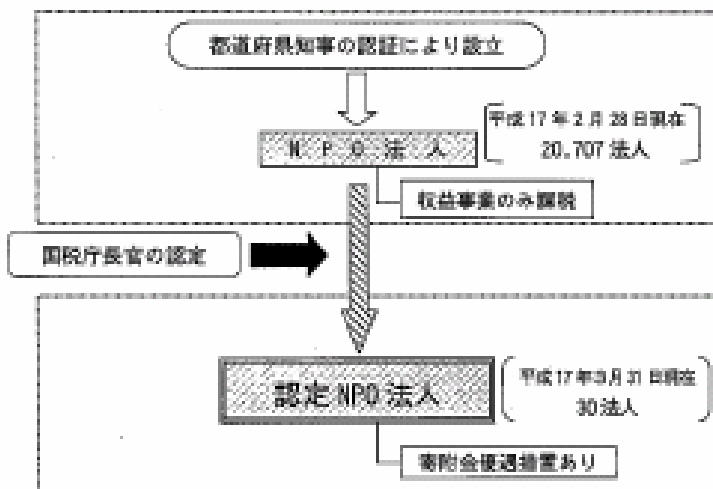 都道府県知事の認証により設立
平成17年2月28日現在
20,707法人
NPO法人
収益事業のみ課税
国税庁長官の認定
認定NPO法人
平成17年3月31日現在
30法人
寄附金優遇措置あり